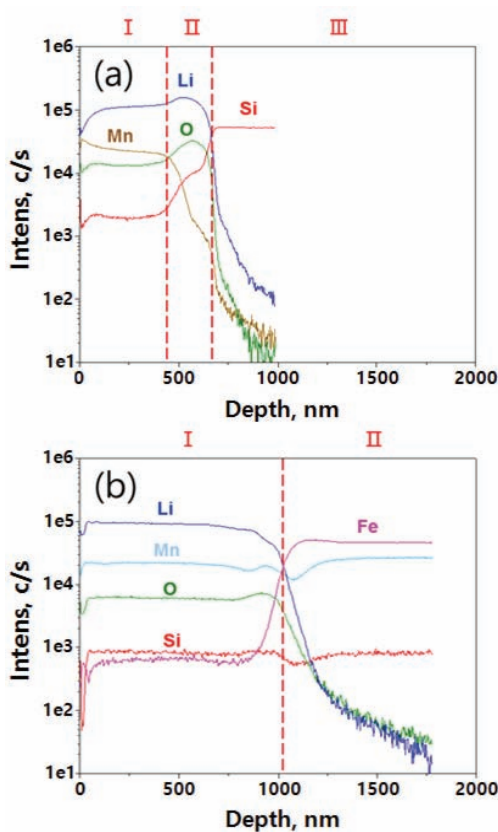 I II III
1e6
(a)
Li
Si
1e5
Mn
O
1e4
Intens, c/s
1e3
1e2
1e1
0 500 1000 1500 2000
Depth, nm
I II
1e6
(b)
Li
Fe
1e5
Mn
1e4
O
Intens, c/s
Si
1e3
1e2
1e1
0 500 1000 1500 2000
Depth, nm